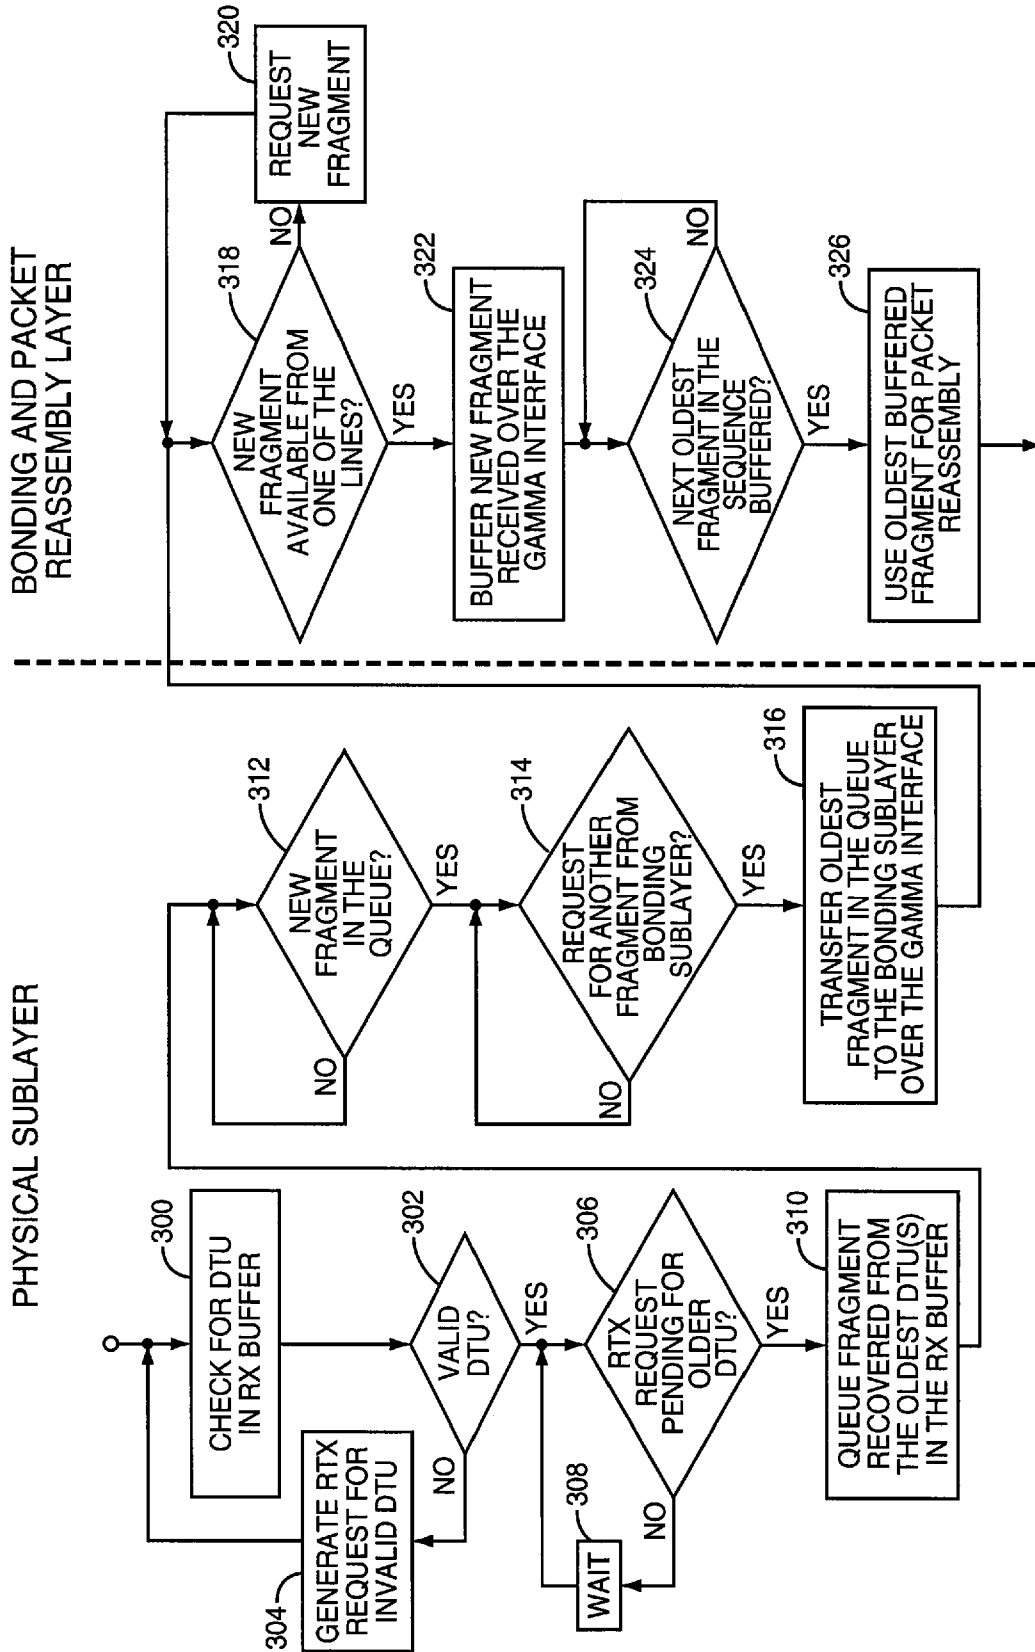 PHYSICAL SUBLAYER
300
CHECK FOR DTU
IN RX BUFFER
302
VALID
DTU?
NO
YES
304
GENERATE RTX
REQUEST FOR
INVALID DTU
306
RTX
REQUEST
PENDING FOR
OLDER
DTU?
NO
YES
308
WAIT
310
QUEUE FRAGMENT
RECOVERED FROM
THE OLDEST DTU(S)
IN THE RX BUFFER
312
NEW
FRAGMENT
IN THE
QUEUE?
NO
YES
314
REQUEST
FOR ANOTHER
FRAGMENT FROM
BONDING
SUBLAYER?
NO
YES
316
TRANSFER OLDEST
FRAGMENT IN THE QUEUE
TO THE BONDING SUBLAYER
OVER THE GAMMA INTERFACE
BONDING AND PACKET
REASSEMBLY LAYER
318
NEW
FRAGMENT
AVAILABLE FROM
ONE OF THE
LINES?
NO
YES
320
REQUEST
NEW
FRAGMENT
322
BUFFER NEW FRAGMENT
RECEIVED OVER THE
GAMMA INTERFACE
324
NEXT OLDEST
FRAGMENT IN THE
SEQUENCE
BUFFERED?
NO
YES
326
USE OLDEST BUFFERED
FRAGMENT FOR PACKET
REASSEMBLY